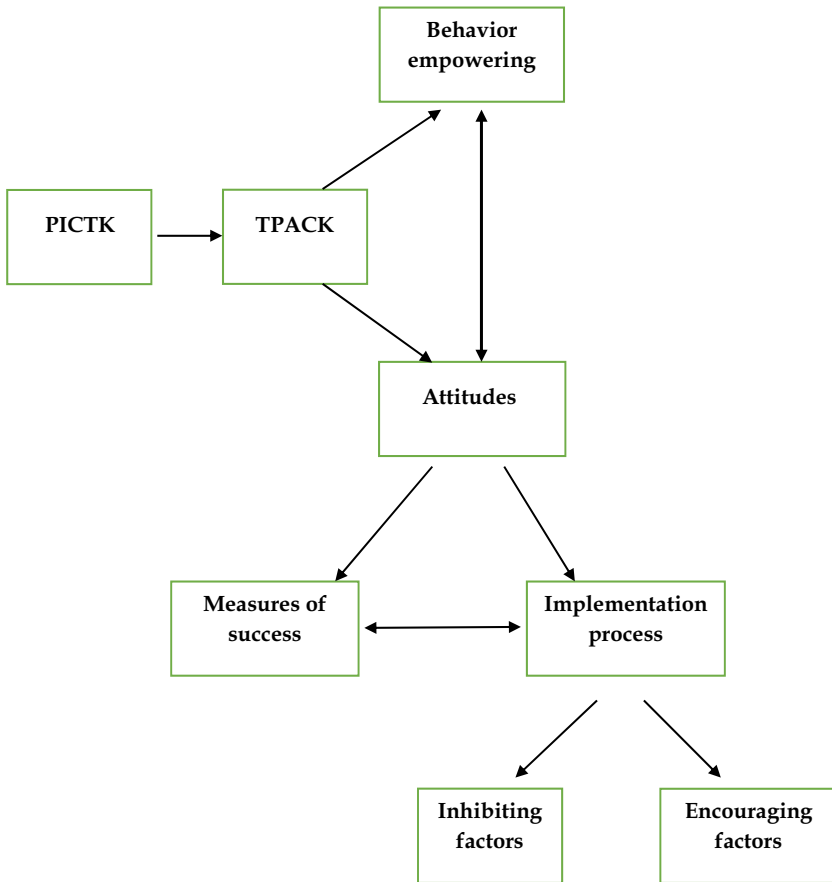 Behavior
empowering
PICTK
TPACK
Attitudes
Measures of
success
Implementation
process
Inhibiting
factors
Encouraging
factors